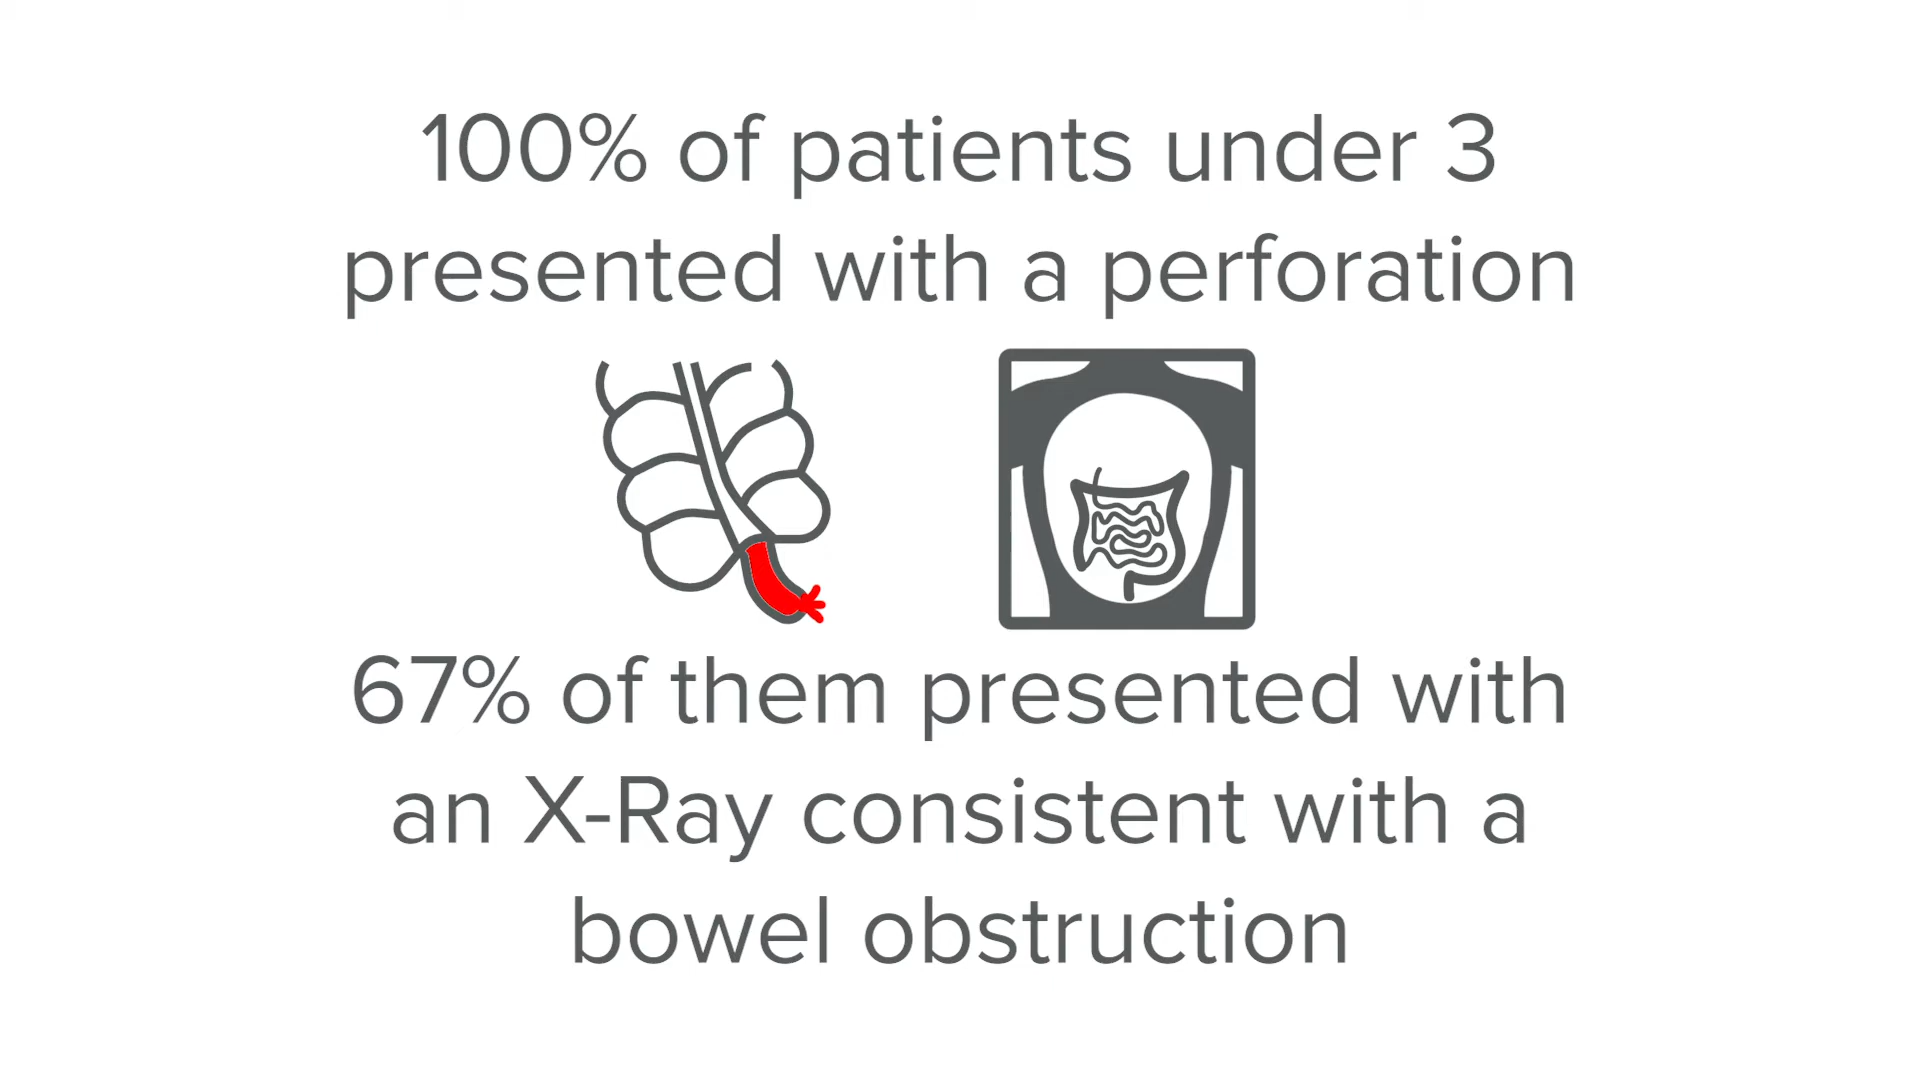 100% of patients under 3
presented with a perforation
67% of them presented with
an X-Ray consistent with a
bowel obstruction